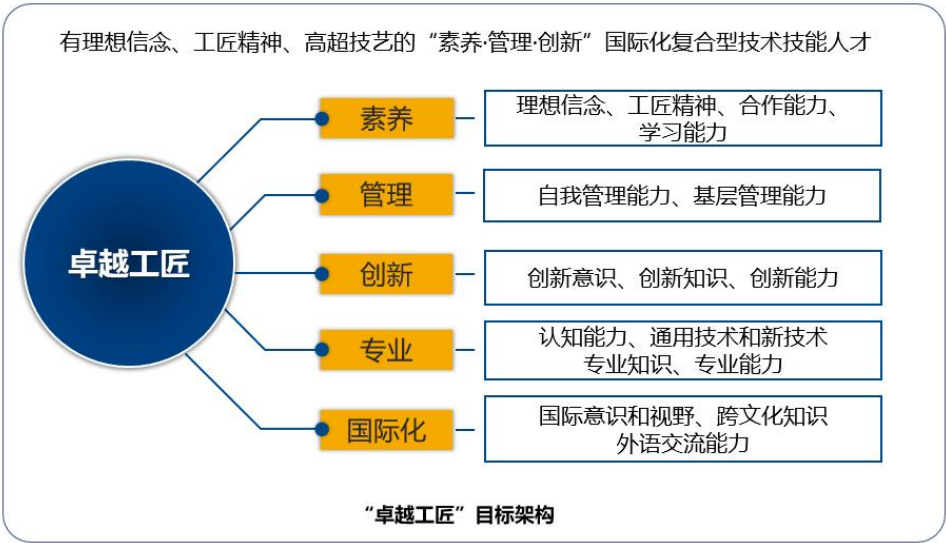 有理想信念、工匠精神、高超技艺的“素养·管理·创新”国际化复合型技术技能人才
卓越工匠
素养
理想信念、工匠精神、合作能力、
学习能力
管理
自我管理能力、基层管理能力
创新
创新意识、创新知识、创新能力
专业
认知能力、通用技术和新技术
专业知识、专业能力
国际化
国际意识和视野、跨文化知识
外语交流能力
“卓越工匠”目标架构